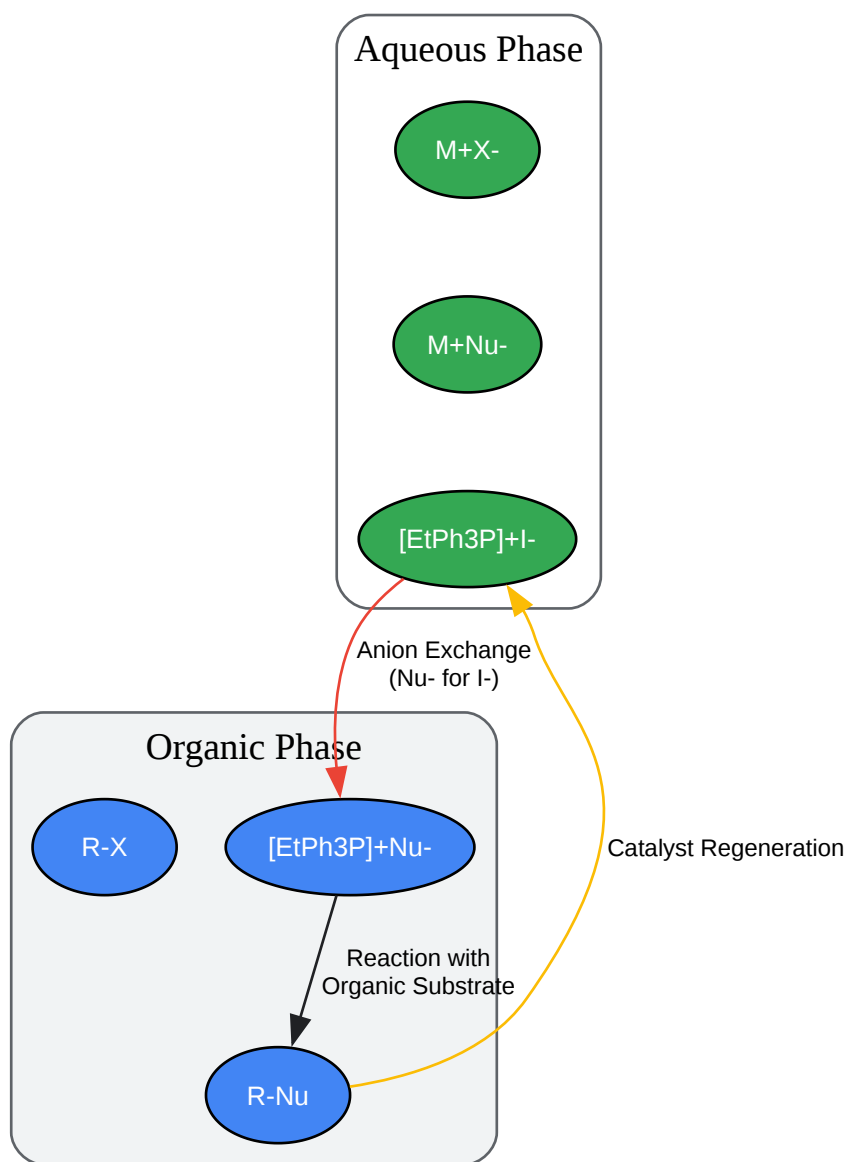 Aqueous Phase
M+X-
M+Nu-
[EtPh3P]+I-
Anion Exchange
(Nu- for I-)
Organic Phase
R-X
[EtPh3P]+Nu-
Catalyst Regeneration
Reaction with
Organic Substrate
R-Nu